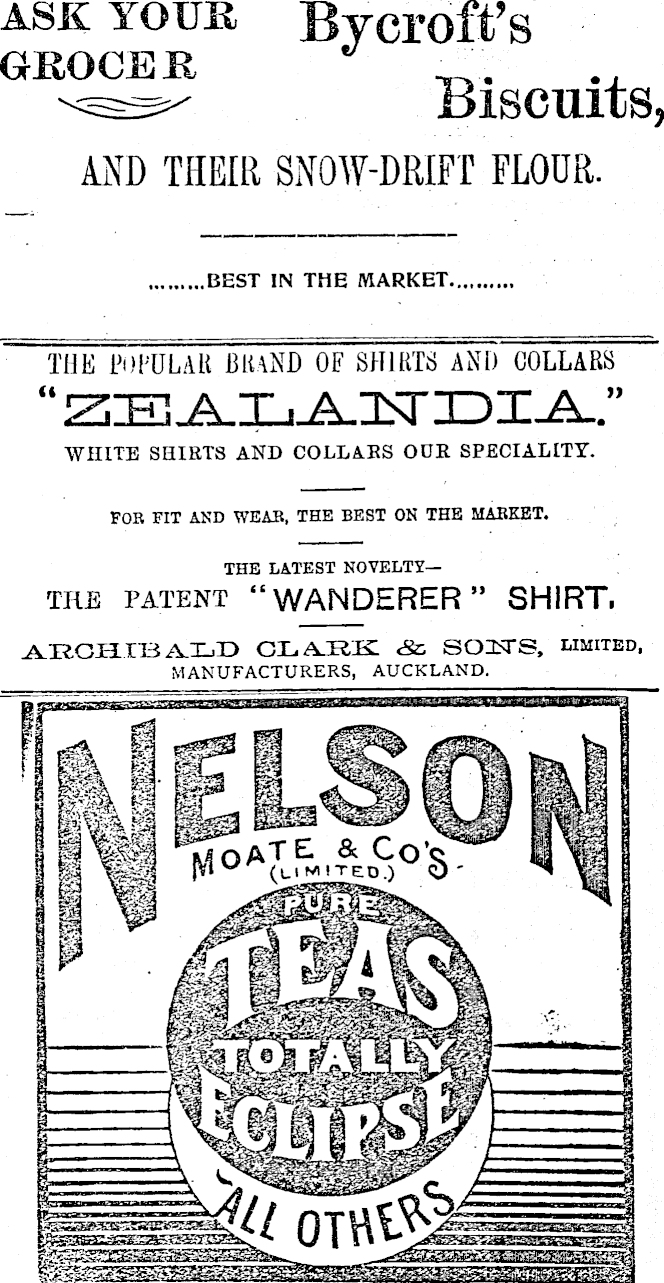 ASK YOUR
GROCER
Bycroft's
Biscuits,
AND THEIR SNOW-DRIFT FLOUR.
.........BEST IN THE MARKET..........
THE POPULAR BRAND OF SHIRTS AND COLLARS
"ZEALANDIA."
WHITE SHIRTS AND COLLARS OUR SPECIALITY.
FOR FIT AND WEAR, THE BEST ON THE MARKET.
THE LATEST NOVELTY—
THE PATENT "WANDERER" SHIRT.
ARCHIBALD CLARK & SONS, LIMITED,
MANUFACTURERS, AUCKLAND.
NELSON
MOATE & CO'S.
(LIMITED.)
PURE
TEAS
TOTALLY
ECLIPSE
ALL OTHERS